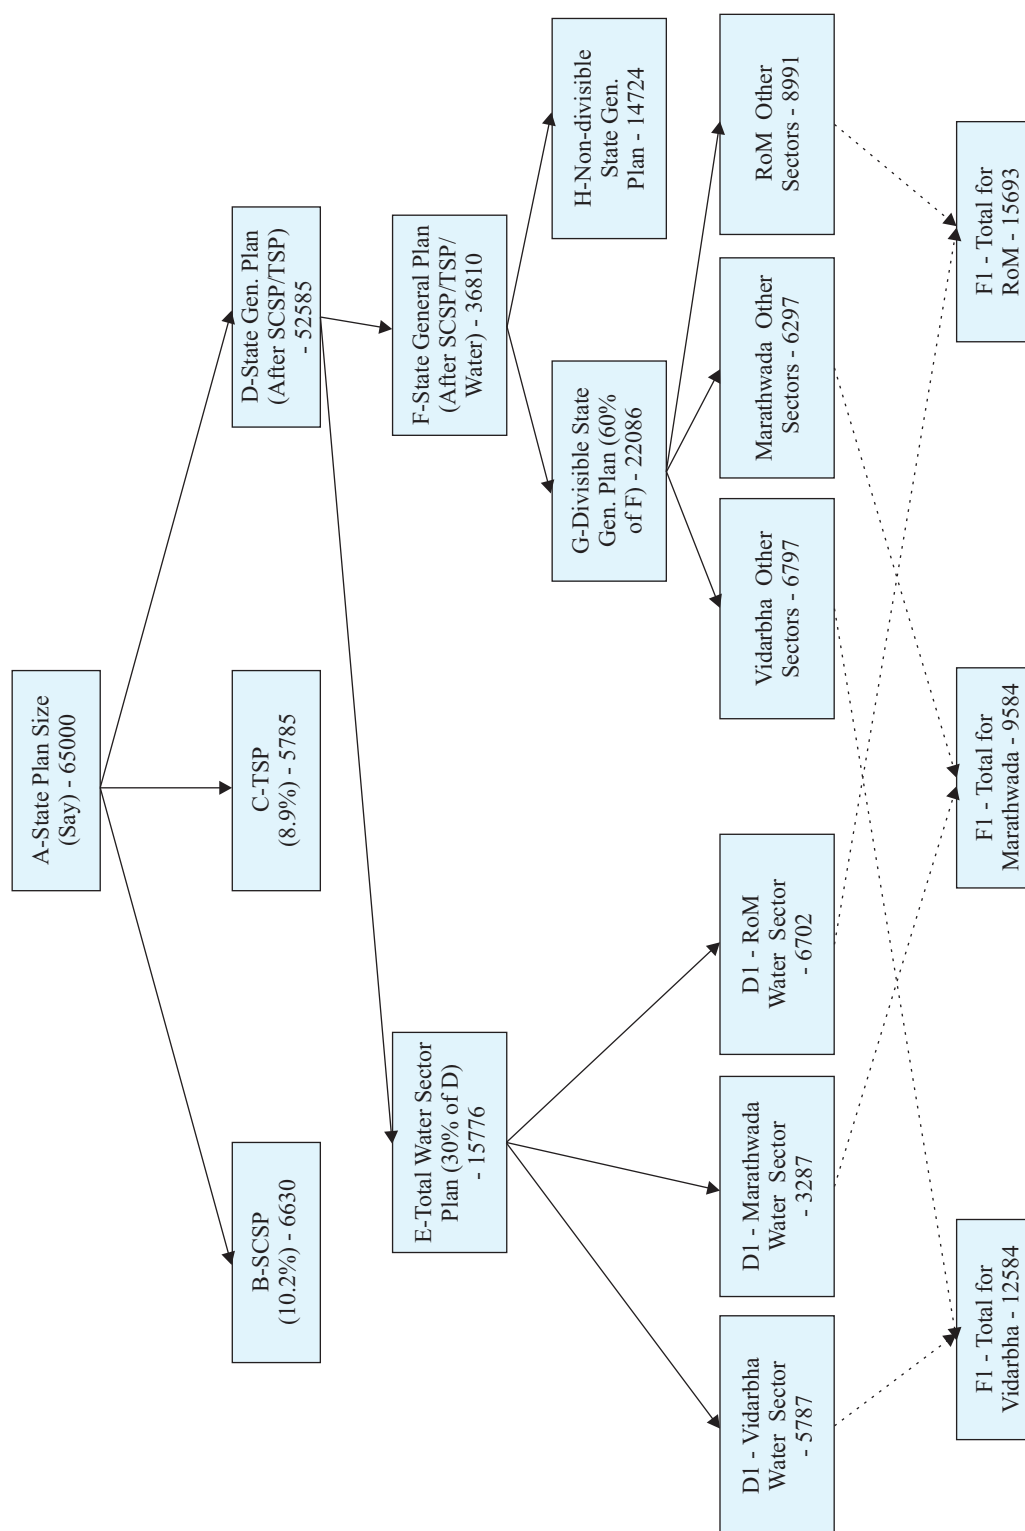 A-State Plan Size
(Say) - 65000
B-SCSP
(10.2%) - 6630
C-TSP
(8.9%) - 5785
D-State Gen. Plan
(After SCSP/TSP)
- 52585
E-Total Water Sector
Plan (30% of D)
- 15776
F-State General Plan
(After SCSP/TSP/
Water) - 36810
G-Divisible State
Gen. Plan (60%
of F) - 22086
H-Non-divisible
State Gen.
Plan - 14724
D1 - Vidarbha
Water Sector
- 5787
D1 - Marathwada
Water Sector
- 3287
D1 - RoM
Water Sector
- 6702
Vidarbha Other
Sectors - 6797
Marathwada Other
Sectors - 6297
RoM Other
Sectors - 8991
F1 - Total for
Vidarbha - 12584
F1 - Total for
Marathwada - 9584
F1 - Total for
RoM - 15693